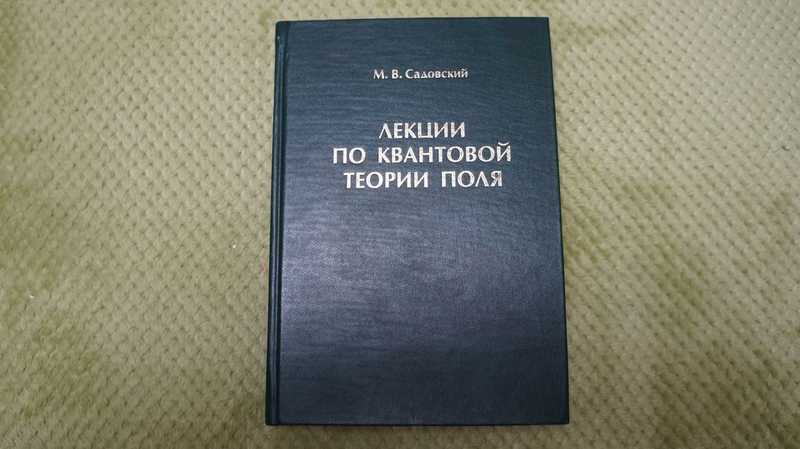 М. В. Садовский
ЛЕКЦИИ
ПО КВАНТОВОЙ
ТЕОРИИ ПОЛЯ